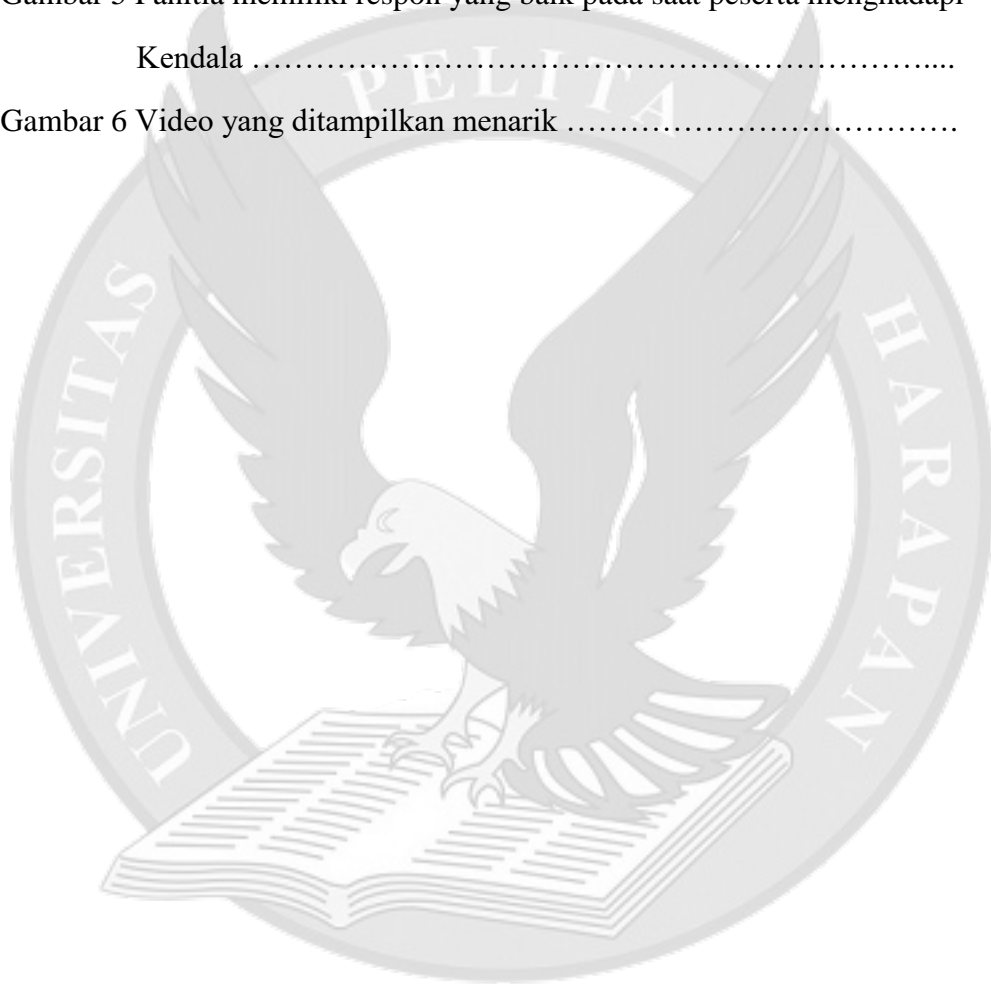 Gambar 5 Panitia memiliki respon yang baik pada saat peserta menghadapi
Kendala ……………………………………………………….....
Gambar 6 Video yang ditampilkan menarik ……………………………….
UNIVERSITAS PELITA HARAPAN